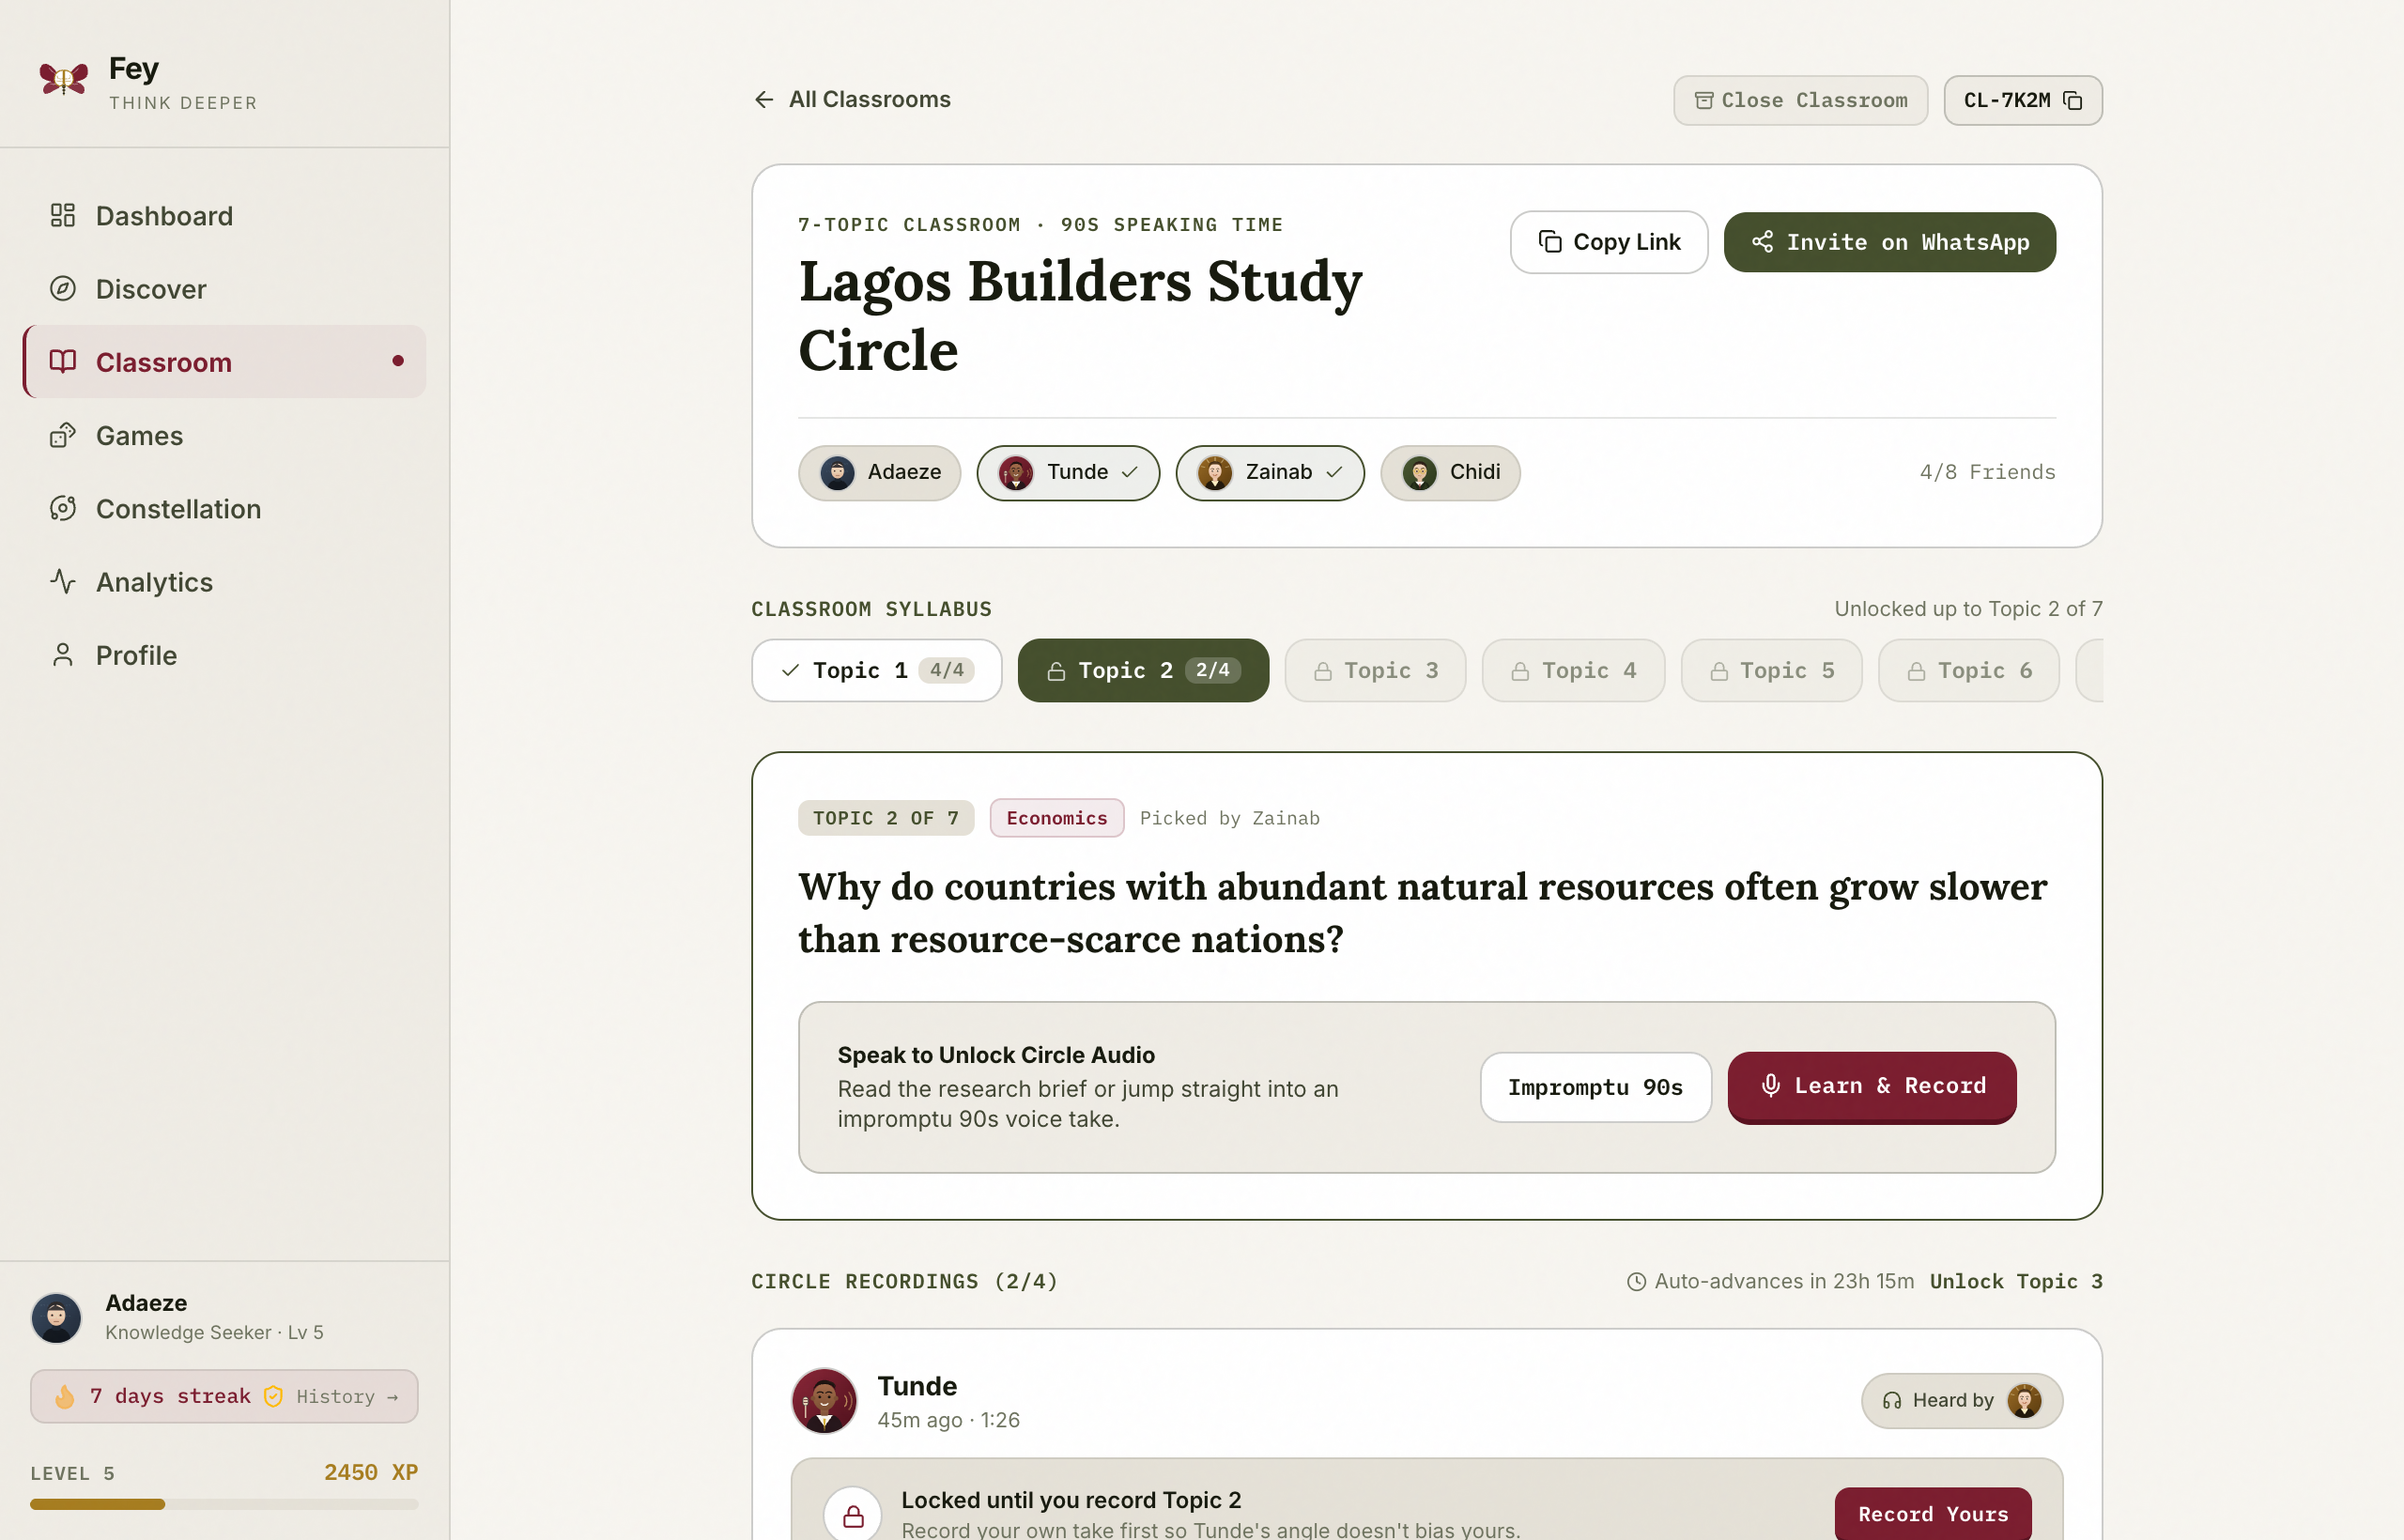 Fey
THINK DEEPER
Dashboard
Discover
Classroom
Games
Constellation
Analytics
Profile
Adaeze
Knowledge Seeker · Lv 5
7 days streak History →
LEVEL 5 2450 XP
All Classrooms
Close Classroom
CL-7K2M
7-TOPIC CLASSROOM · 90S SPEAKING TIME
Lagos Builders Study
Circle
Copy Link
Invite on WhatsApp
Adaeze
Tunde
Zainab
Chidi
4/8 Friends
CLASSROOM SYLLABUS
Unlocked up to Topic 2 of 7
Topic 1 4/4
Topic 2 2/4
Topic 3
Topic 4
Topic 5
Topic 6
TOPIC 2 OF 7
Economics
Picked by Zainab
Why do countries with abundant natural resources often grow slower
than resource-scarce nations?
Speak to Unlock Circle Audio
Read the research brief or jump straight into an
impromptu 90s voice take.
Impromptu 90s
Learn & Record
CIRCLE RECORDINGS (2/4)
Auto-advances in 23h 15m
Unlock Topic 3
Tunde
45m ago · 1:26
Heard by
Locked until you record Topic 2
Record your own take first so Tunde's angle doesn't bias yours.
Record Yours